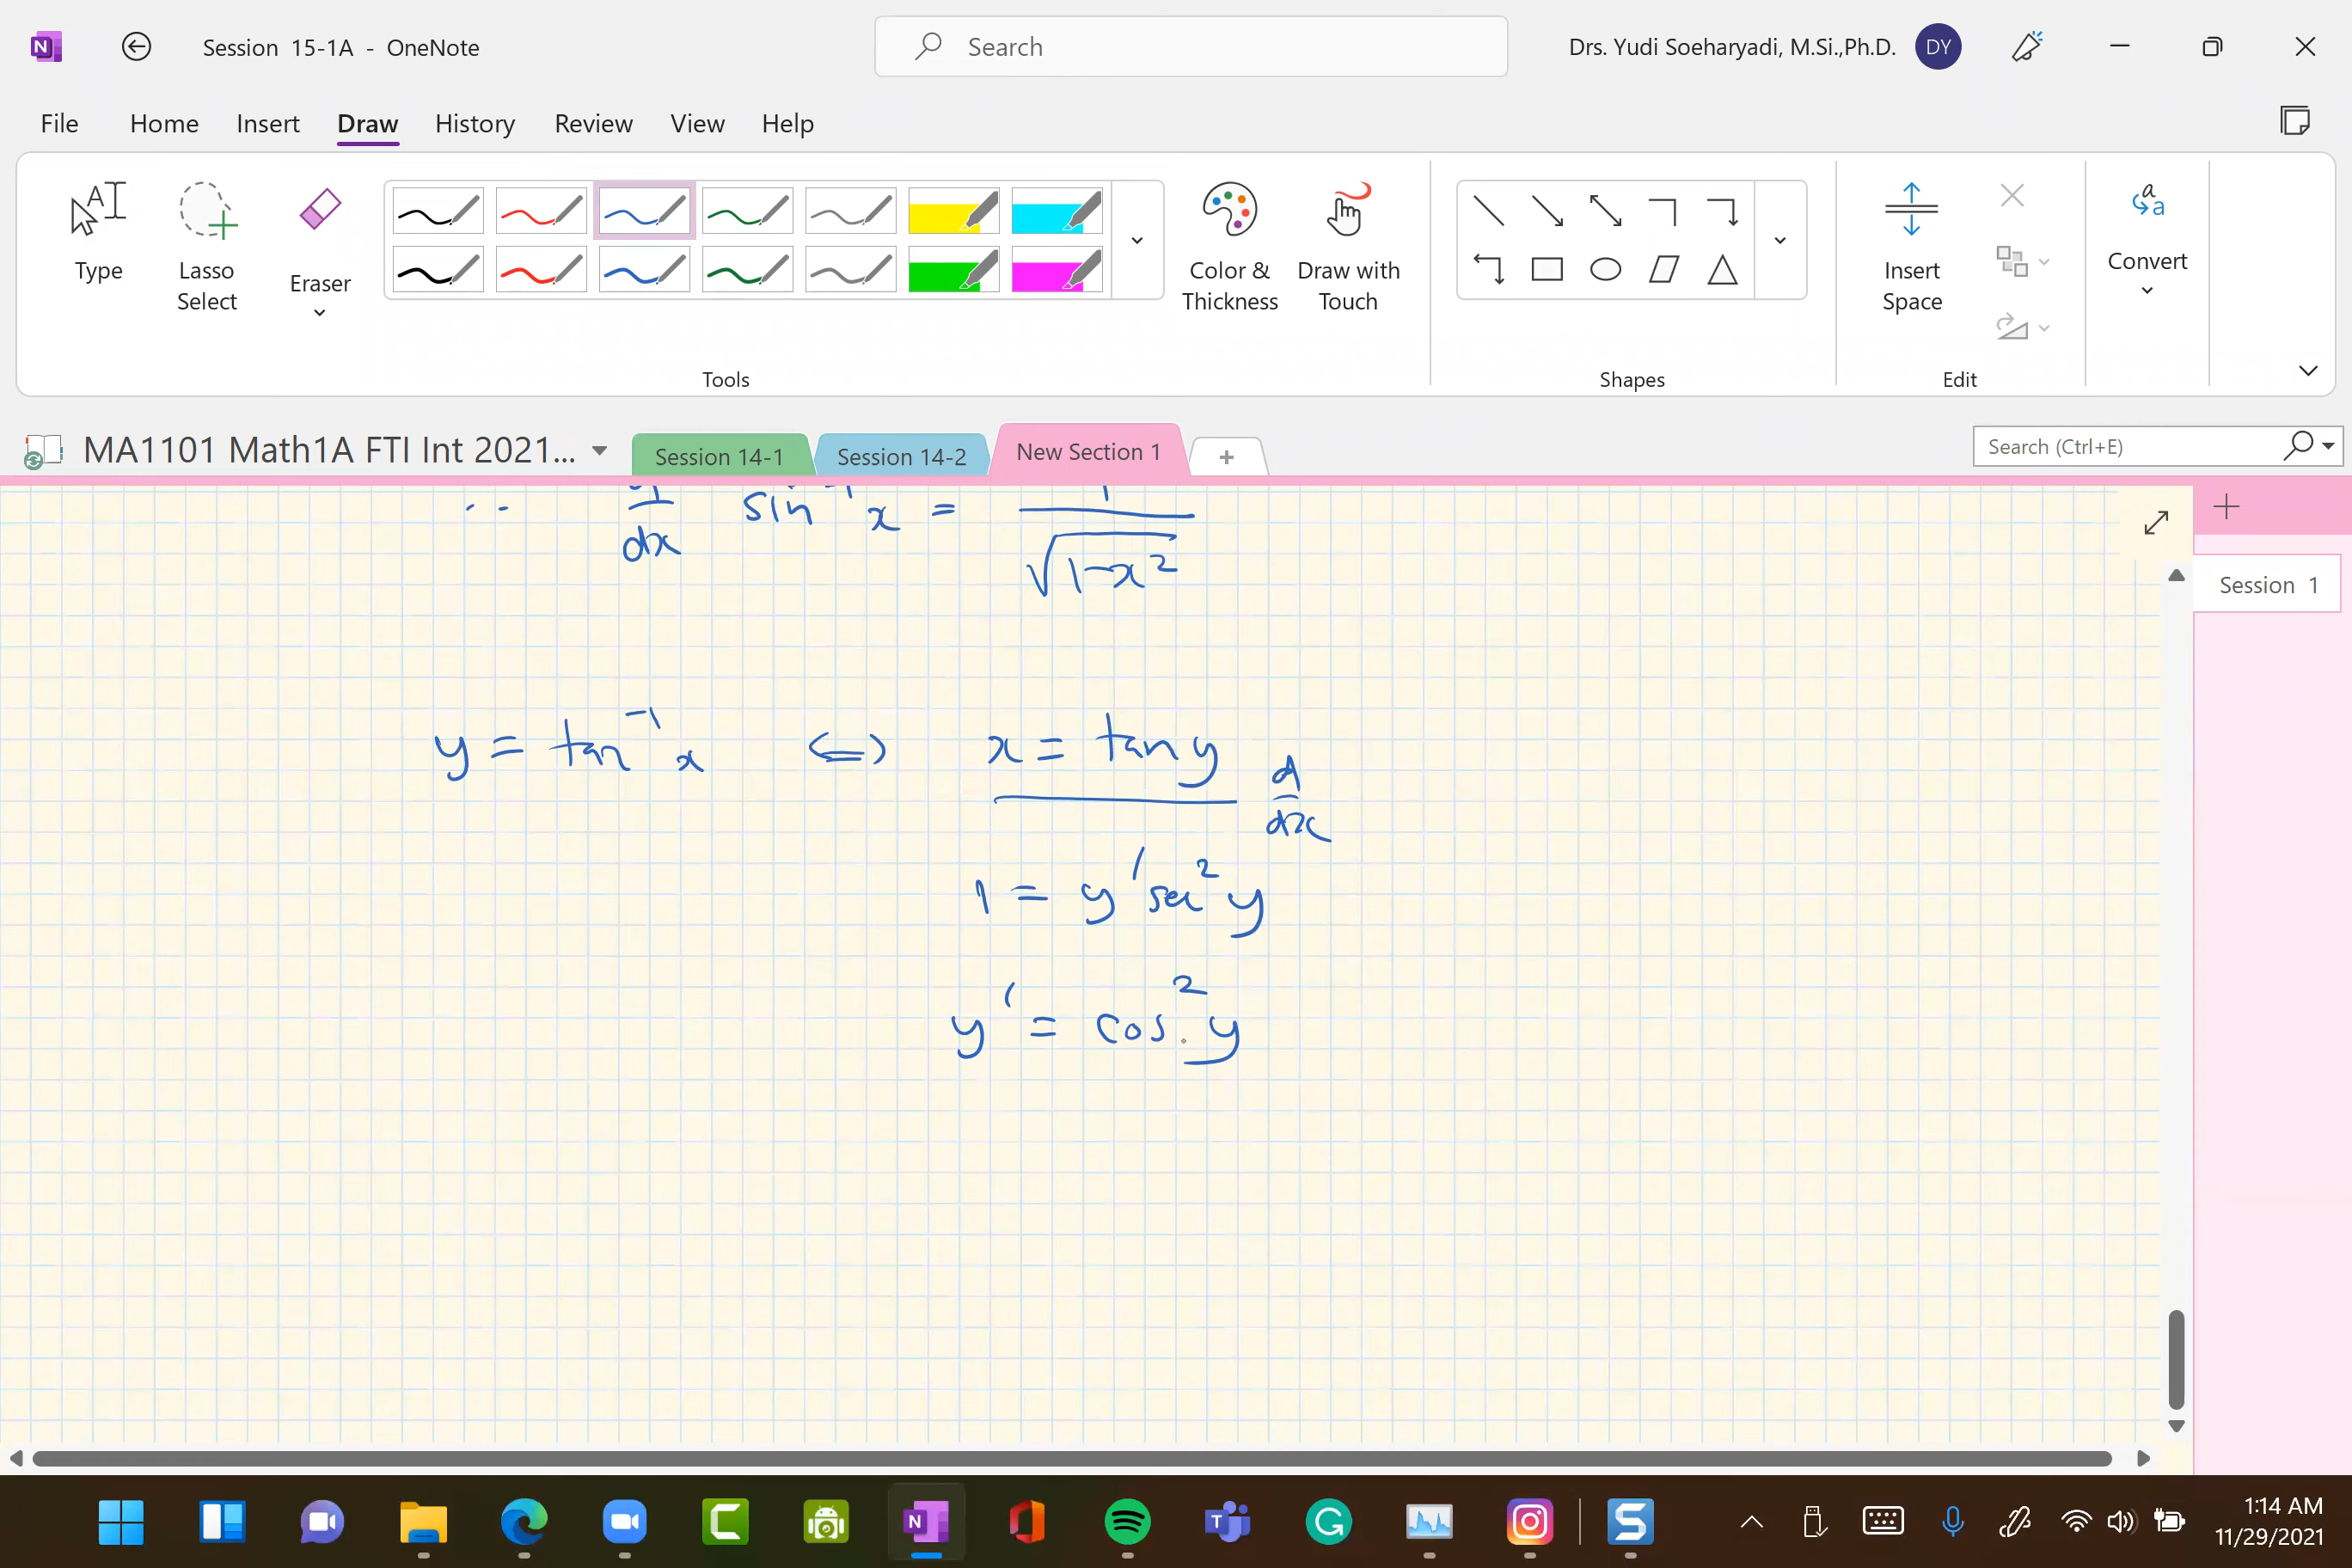 Session 15-1A - OneNote
Search
Drs. Yudi Soeharyadi, M.Si.,Ph.D.
DY
File Home Insert Draw History Review View Help
Type
Lasso Select
Eraser
Color & Thickness
Draw with Touch
Insert Space
Convert
Tools
Shapes
Edit
MA1101 Math1A FTI Int 2021...
Session 14-1
Session 14-2
New Section 1
+
Search (Ctrl+E)
Session 1
dx sin⁻¹ x = 1/√(1-x²)
y = tan⁻¹ x ⟺ x = tan y
d/dx
1 = y' sec² y
y' = cos² y
1:14 AM
11/29/2021